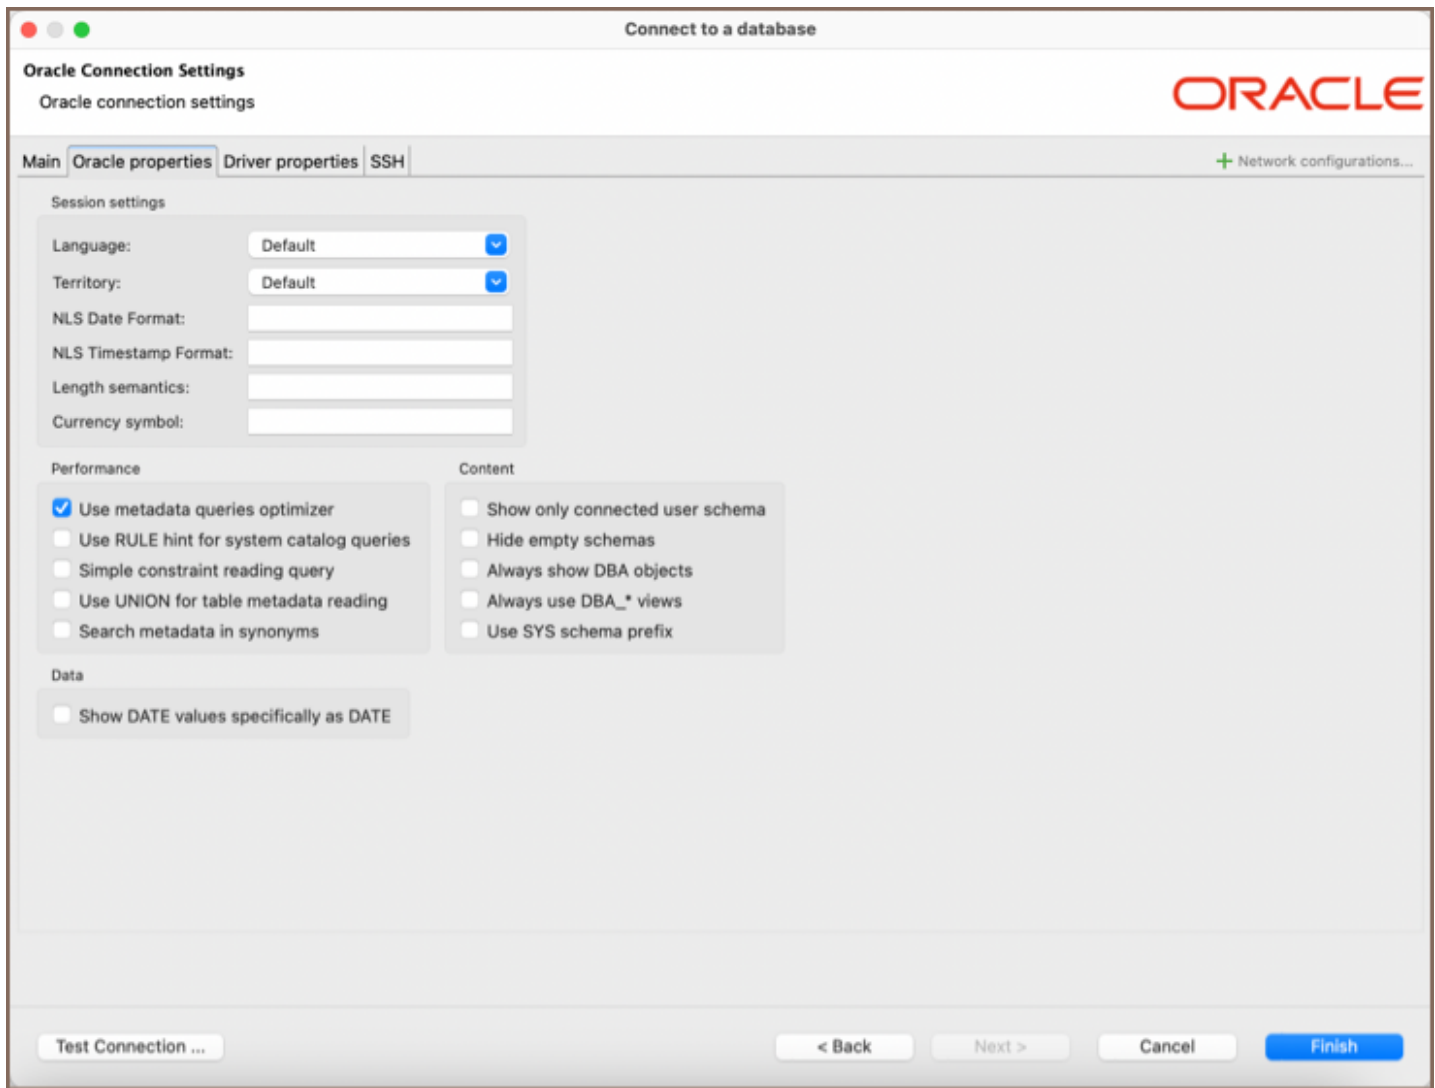 Connect to a database
Oracle Connection Settings
Oracle connection settings
ORACLE
Main Oracle properties Driver properties SSH
Network configurations...
Session settings
Language: Default
Territory: Default
NLS Date Format:
NLS Timestamp Format:
Length semantics:
Currency symbol:
Performance
Use metadata queries optimizer
Use RULE hint for system catalog queries
Simple constraint reading query
Use UNION for table metadata reading
Search metadata in synonyms
Content
Show only connected user schema
Hide empty schemas
Always show DBA objects
Always use DBA_* views
Use SYS schema prefix
Data
Show DATE values specifically as DATE
Test Connection ... < Back Next > Cancel Finish